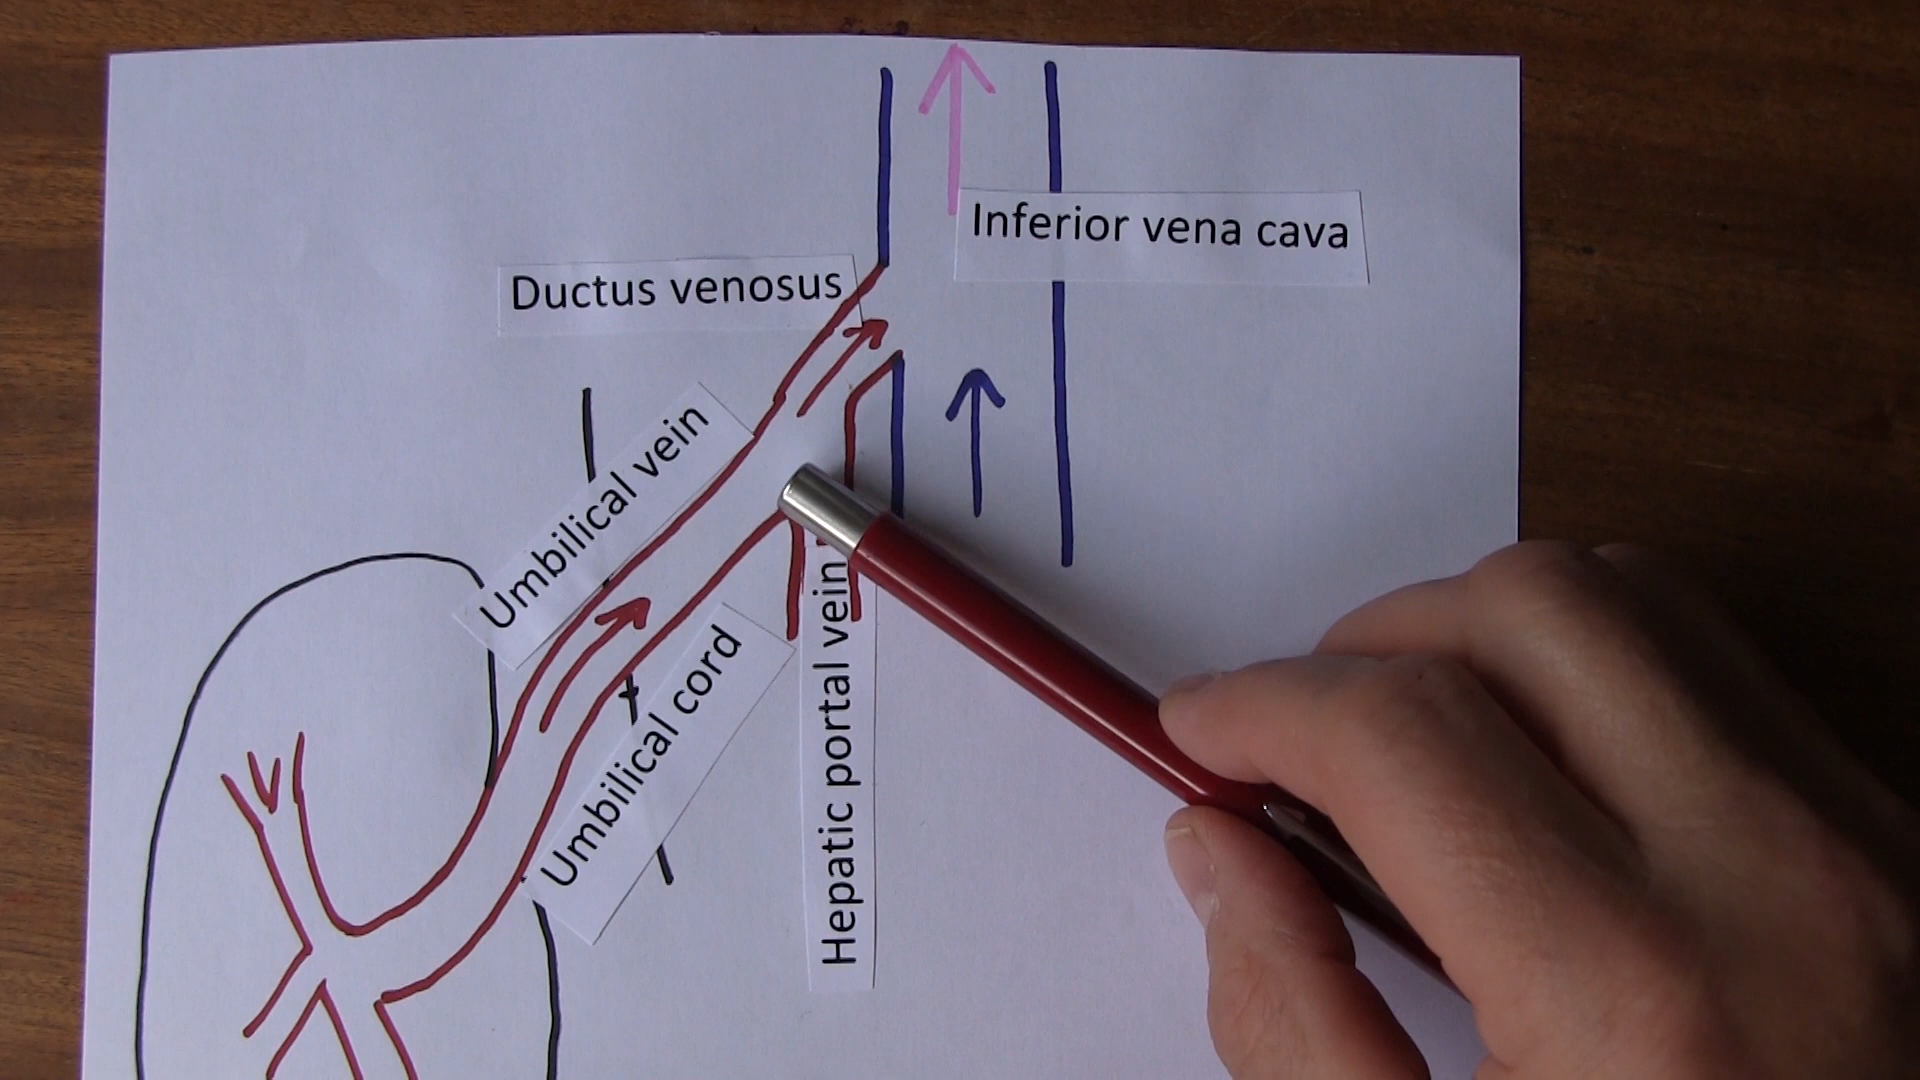 Inferior vena cava
Ductus venosus
Umbilical vein
Umbilical cord
Hepatic portal vein